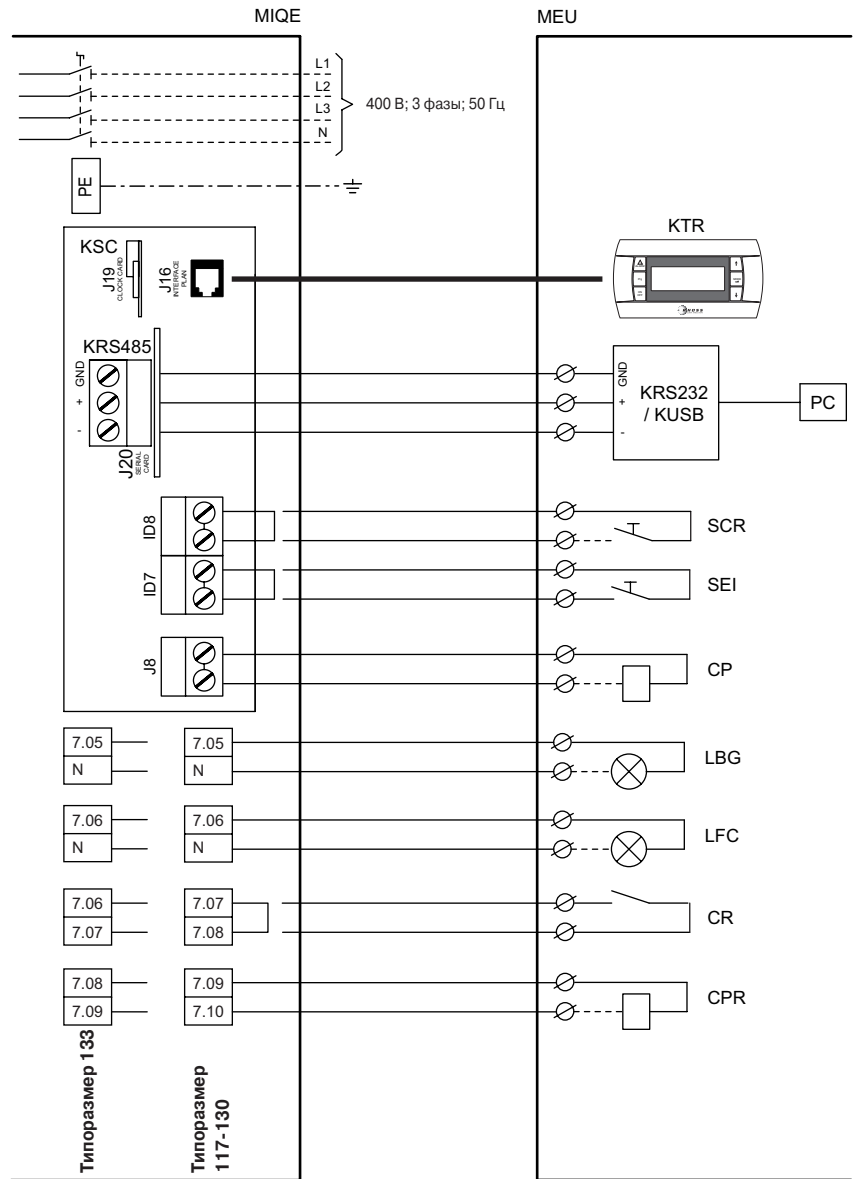 MIQE
MEU
L1
L2
L3
N
400 В; 3 фазы; 50 Гц
PE
KSC
J19
CLOCK CARD
J16
INTERFACE
PLAN
KTR
KRS485
GND
+
-
J20
SERIAL
CARD
GND
+
-
KRS232
/ KUSB
PC
ID8
SCR
ID7
SEI
J8
CP
7.05
N
7.05
N
LBG
7.06
N
7.06
N
LFC
7.06
7.07
7.07
7.08
CR
7.08
7.09
7.09
7.10
CPR
Типоразмер 133
Типоразмер
117-130